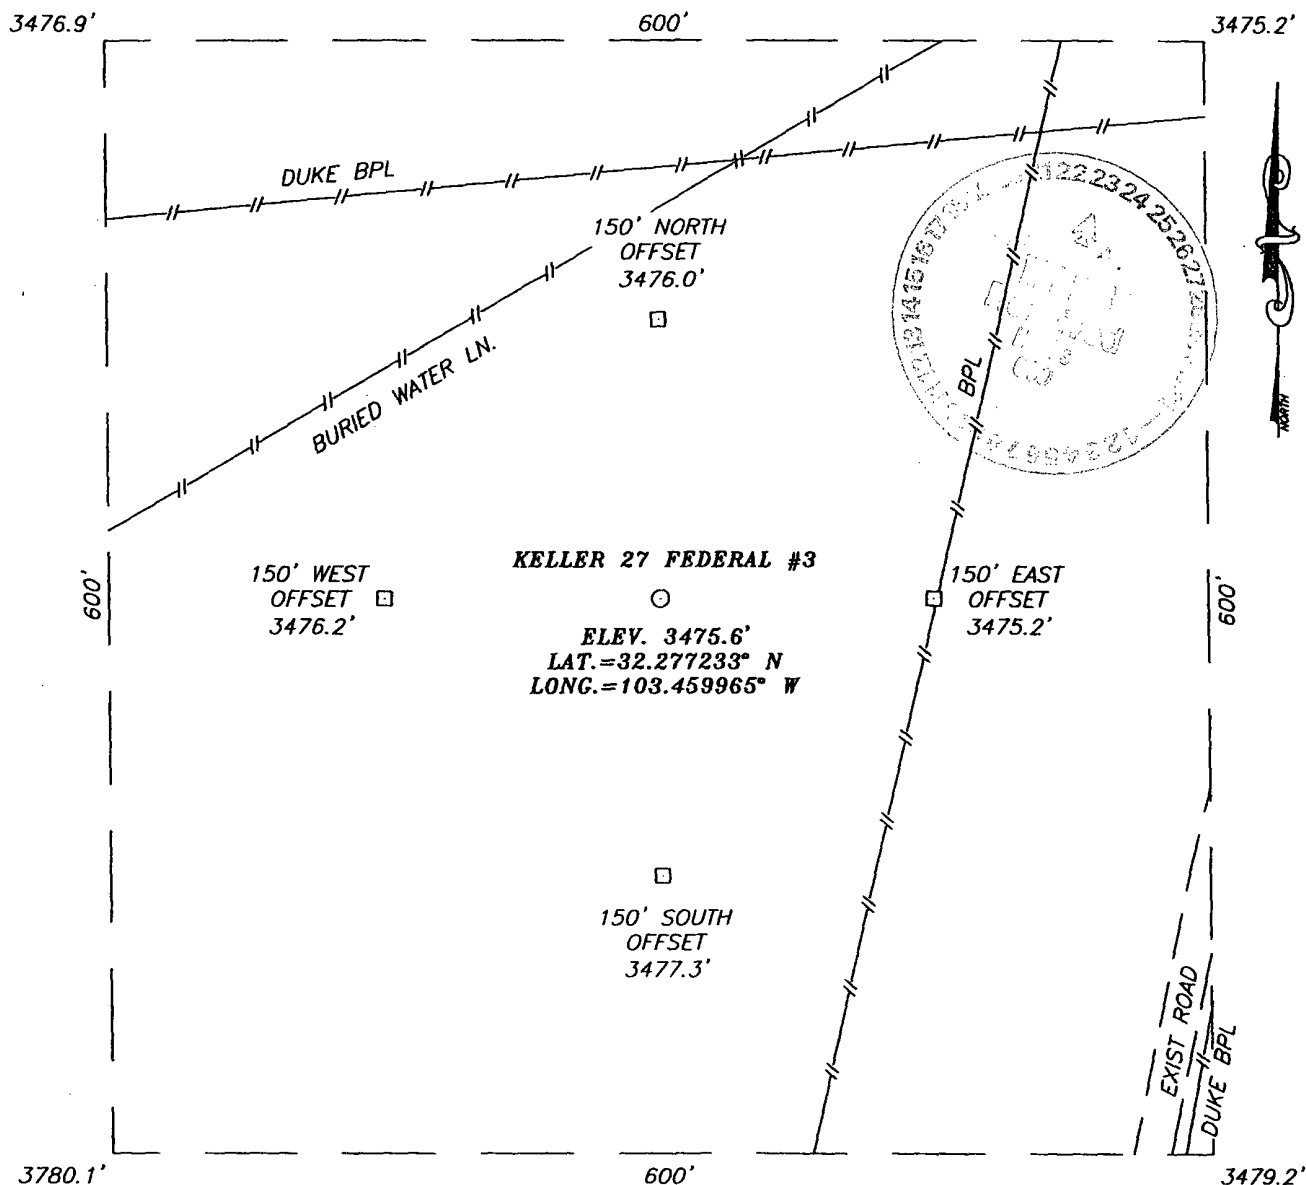 3476.9'
600'
3475.2'
DUKE BPL
150' NORTH
OFFSET
3476.0'
BURIED WATER LN.
BPL
NORTH
600'
150' WEST
OFFSET
3476.2'
KELLER 27 FEDERAL #3
ELEV. 3475.6'
LAT.=32.277233° N
LONG.=103.459965° W
150' EAST
OFFSET
3475.2'
600'
150' SOUTH
OFFSET
3477.3'
EXIST ROAD
DUKE BPL
3780.1'
600'
3479.2'